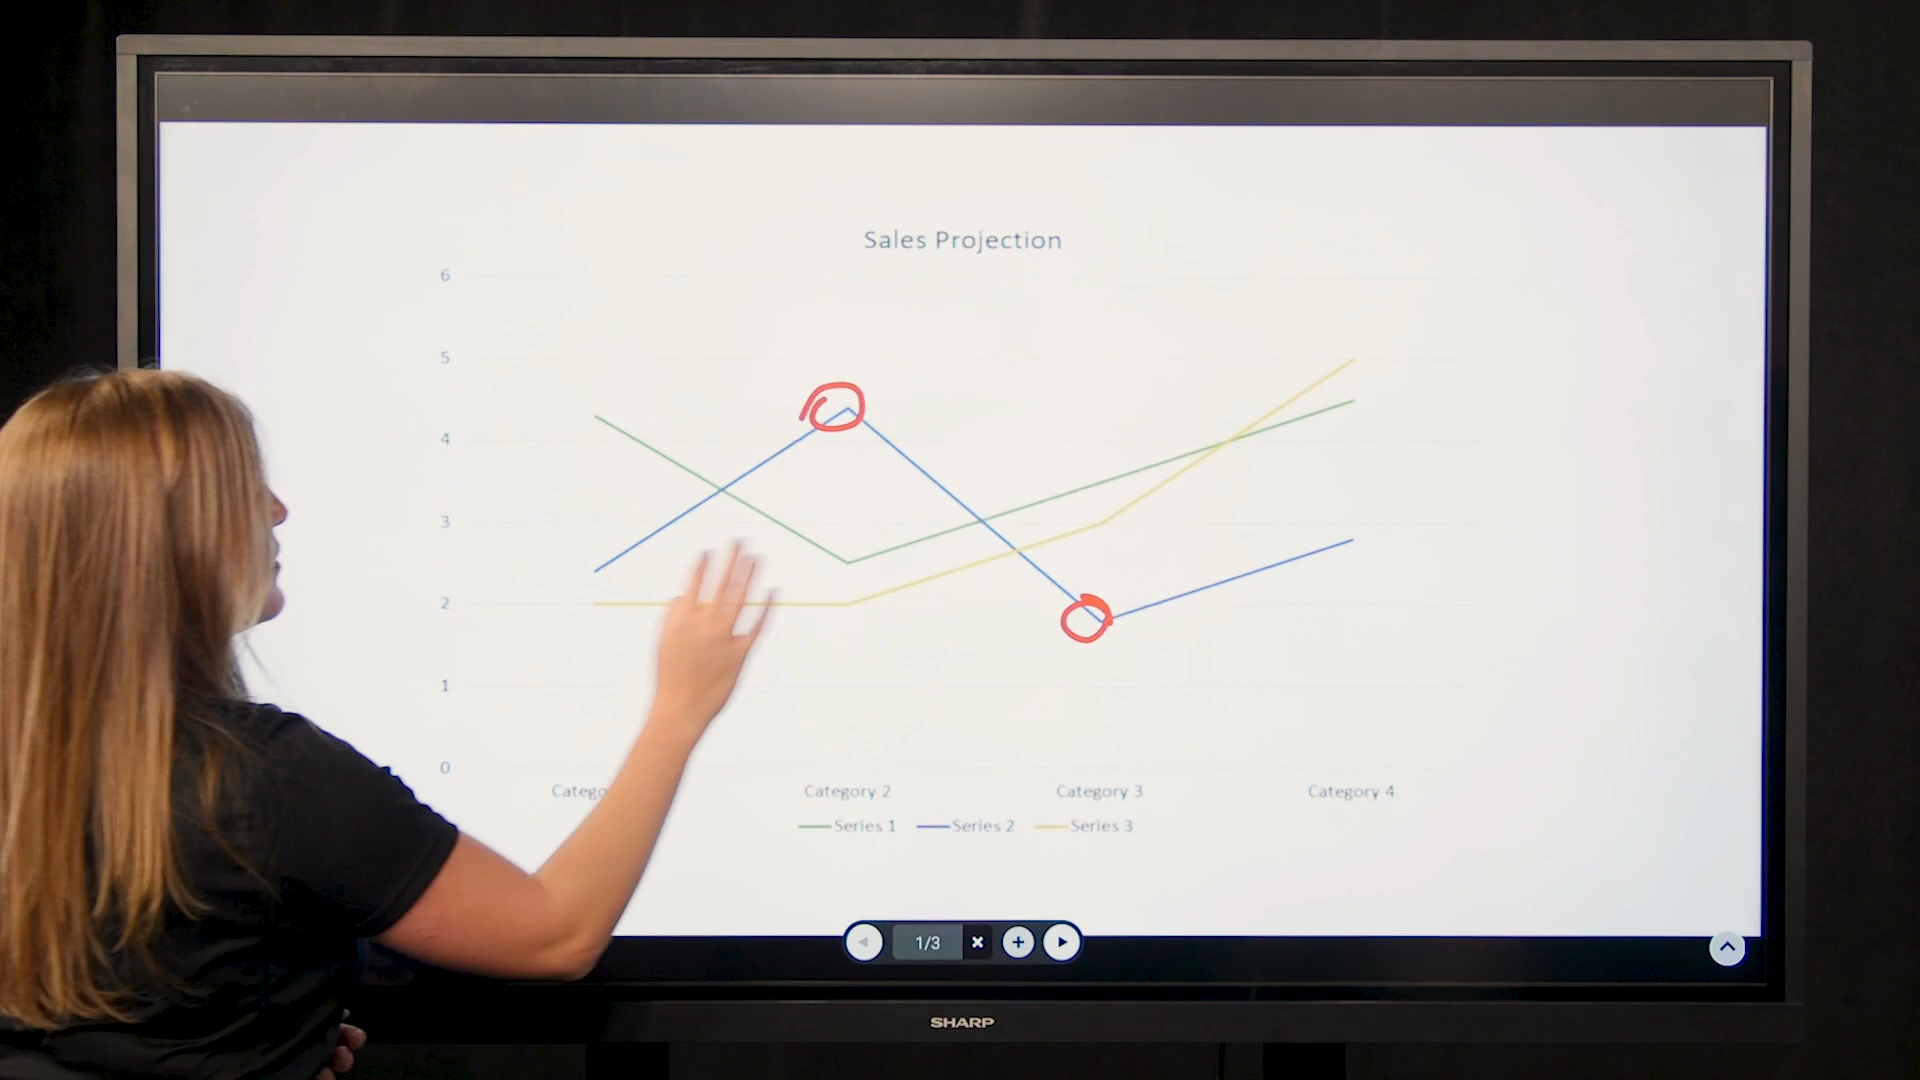 Sales Projection
6
5
4
3
2
1
0
Catego
Category 2
Category 3
Category 4
Series 1
Series 2
Series 3
1/3
SHARP